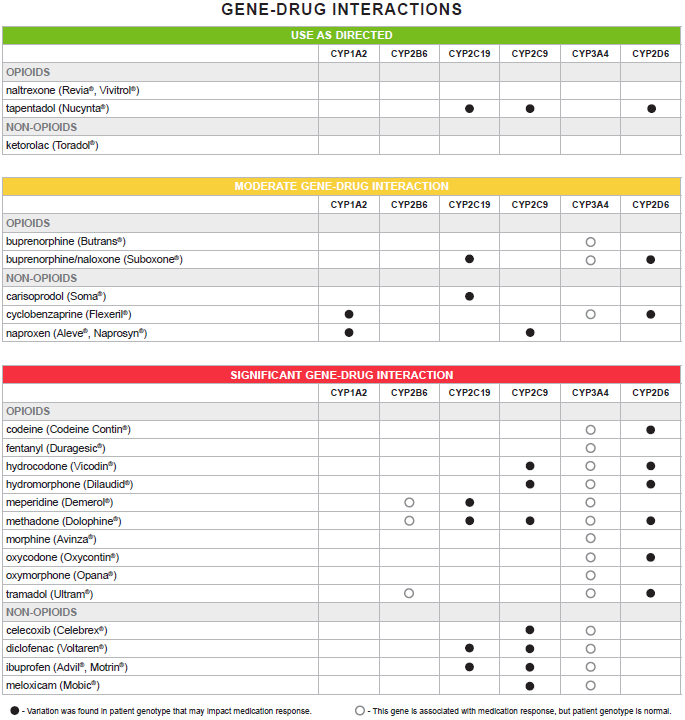 GENE-DRUG INTERACTIONS
USE AS DIRECTED
CYP1A2 CYP2B6 CYP2C19 CYP2C9 CYP3A4 CYP2D6
OPIOIDS
naltrexone (Revia®, Vivitrol®)
tapentadol (Nucynta®) ● ● ●
NON-OPIOIDS
ketorolac (Toradol®)
MODERATE GENE-DRUG INTERACTION
CYP1A2 CYP2B6 CYP2C19 CYP2C9 CYP3A4 CYP2D6
OPIOIDS
buprenorphine (Butrans®) ○
buprenorphine/naloxone (Suboxone®) ● ○ ●
NON-OPIOIDS
carisoprodol (Soma®) ●
cyclobenzaprine (Flexeril®) ● ○ ●
naproxen (Aleve®, Naprosyn®) ● ●
SIGNIFICANT GENE-DRUG INTERACTION
CYP1A2 CYP2B6 CYP2C19 CYP2C9 CYP3A4 CYP2D6
OPIOIDS
codeine (Codeine Contin®) ○ ●
fentanyl (Duragesic®) ○
hydrocodone (Vicodin®) ● ○ ●
hydromorphone (Dilaudid®) ● ○ ●
meperidine (Demerol®) ○ ● ○
methadone (Dolophine®) ○ ● ● ○ ●
morphine (Avinza®) ○
oxycodone (Oxycontin®) ○ ●
oxymorphone (Opana®) ○
tramadol (Ultram®) ○ ○ ●
NON-OPIOIDS
celecoxib (Celebrex®) ● ○
diclofenac (Voltaren®) ● ● ○
ibuprofen (Advil®, Motrin®) ● ● ○
meloxicam (Mobic®) ● ○
● - Variation was found in patient genotype that may impact medication response. ○ - This gene is associated with medication response, but patient genotype is normal.